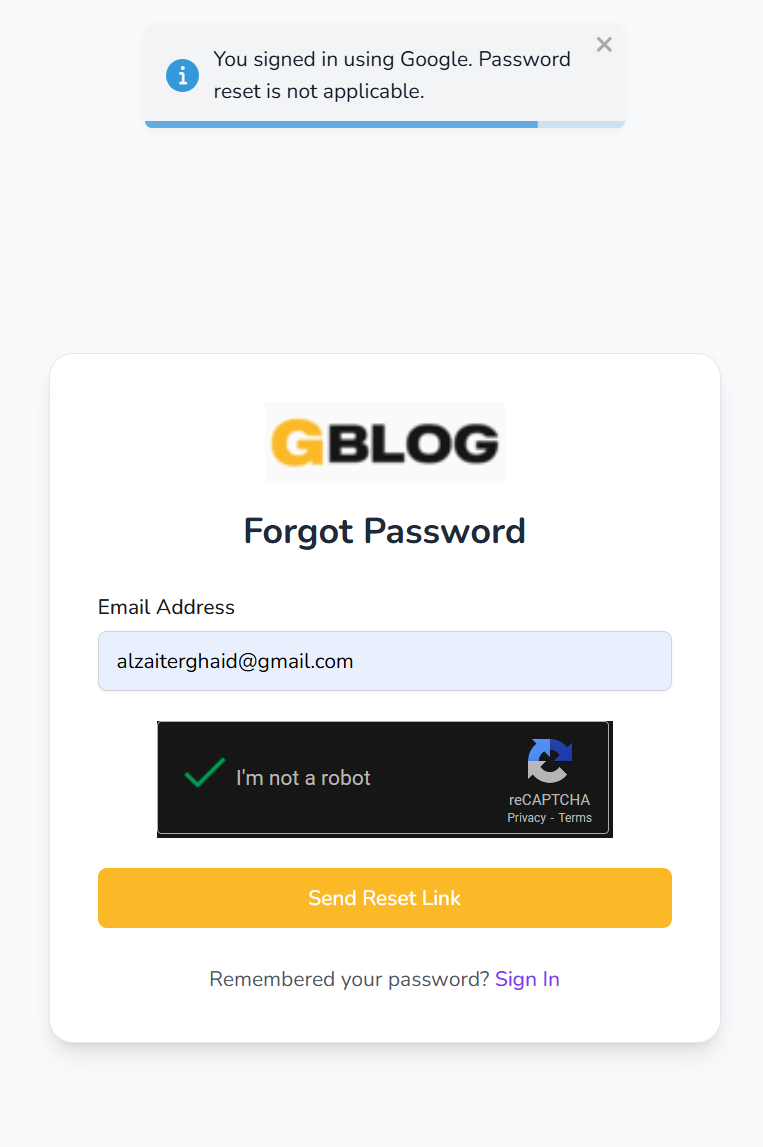 You signed in using Google. Password
reset is not applicable.
GBLOG
Forgot Password
Email Address
alzaiterghaid@gmail.com
I'm not a robot
reCAPTCHA
Privacy - Terms
Send Reset Link
Remembered your password? Sign In